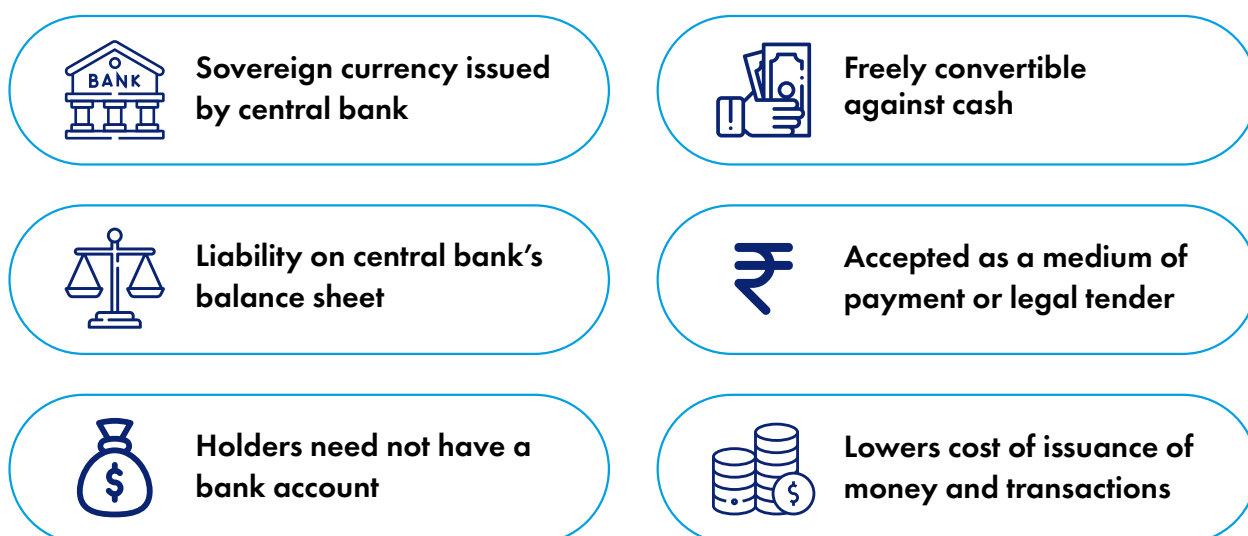 BANK
Sovereign currency issued
by central bank
Freely convertible
against cash
Liability on central bank’s
balance sheet
₹
Accepted as a medium of
payment or legal tender
$
Holders need not have a
bank account
$
Lowers cost of issuance of
money and transactions